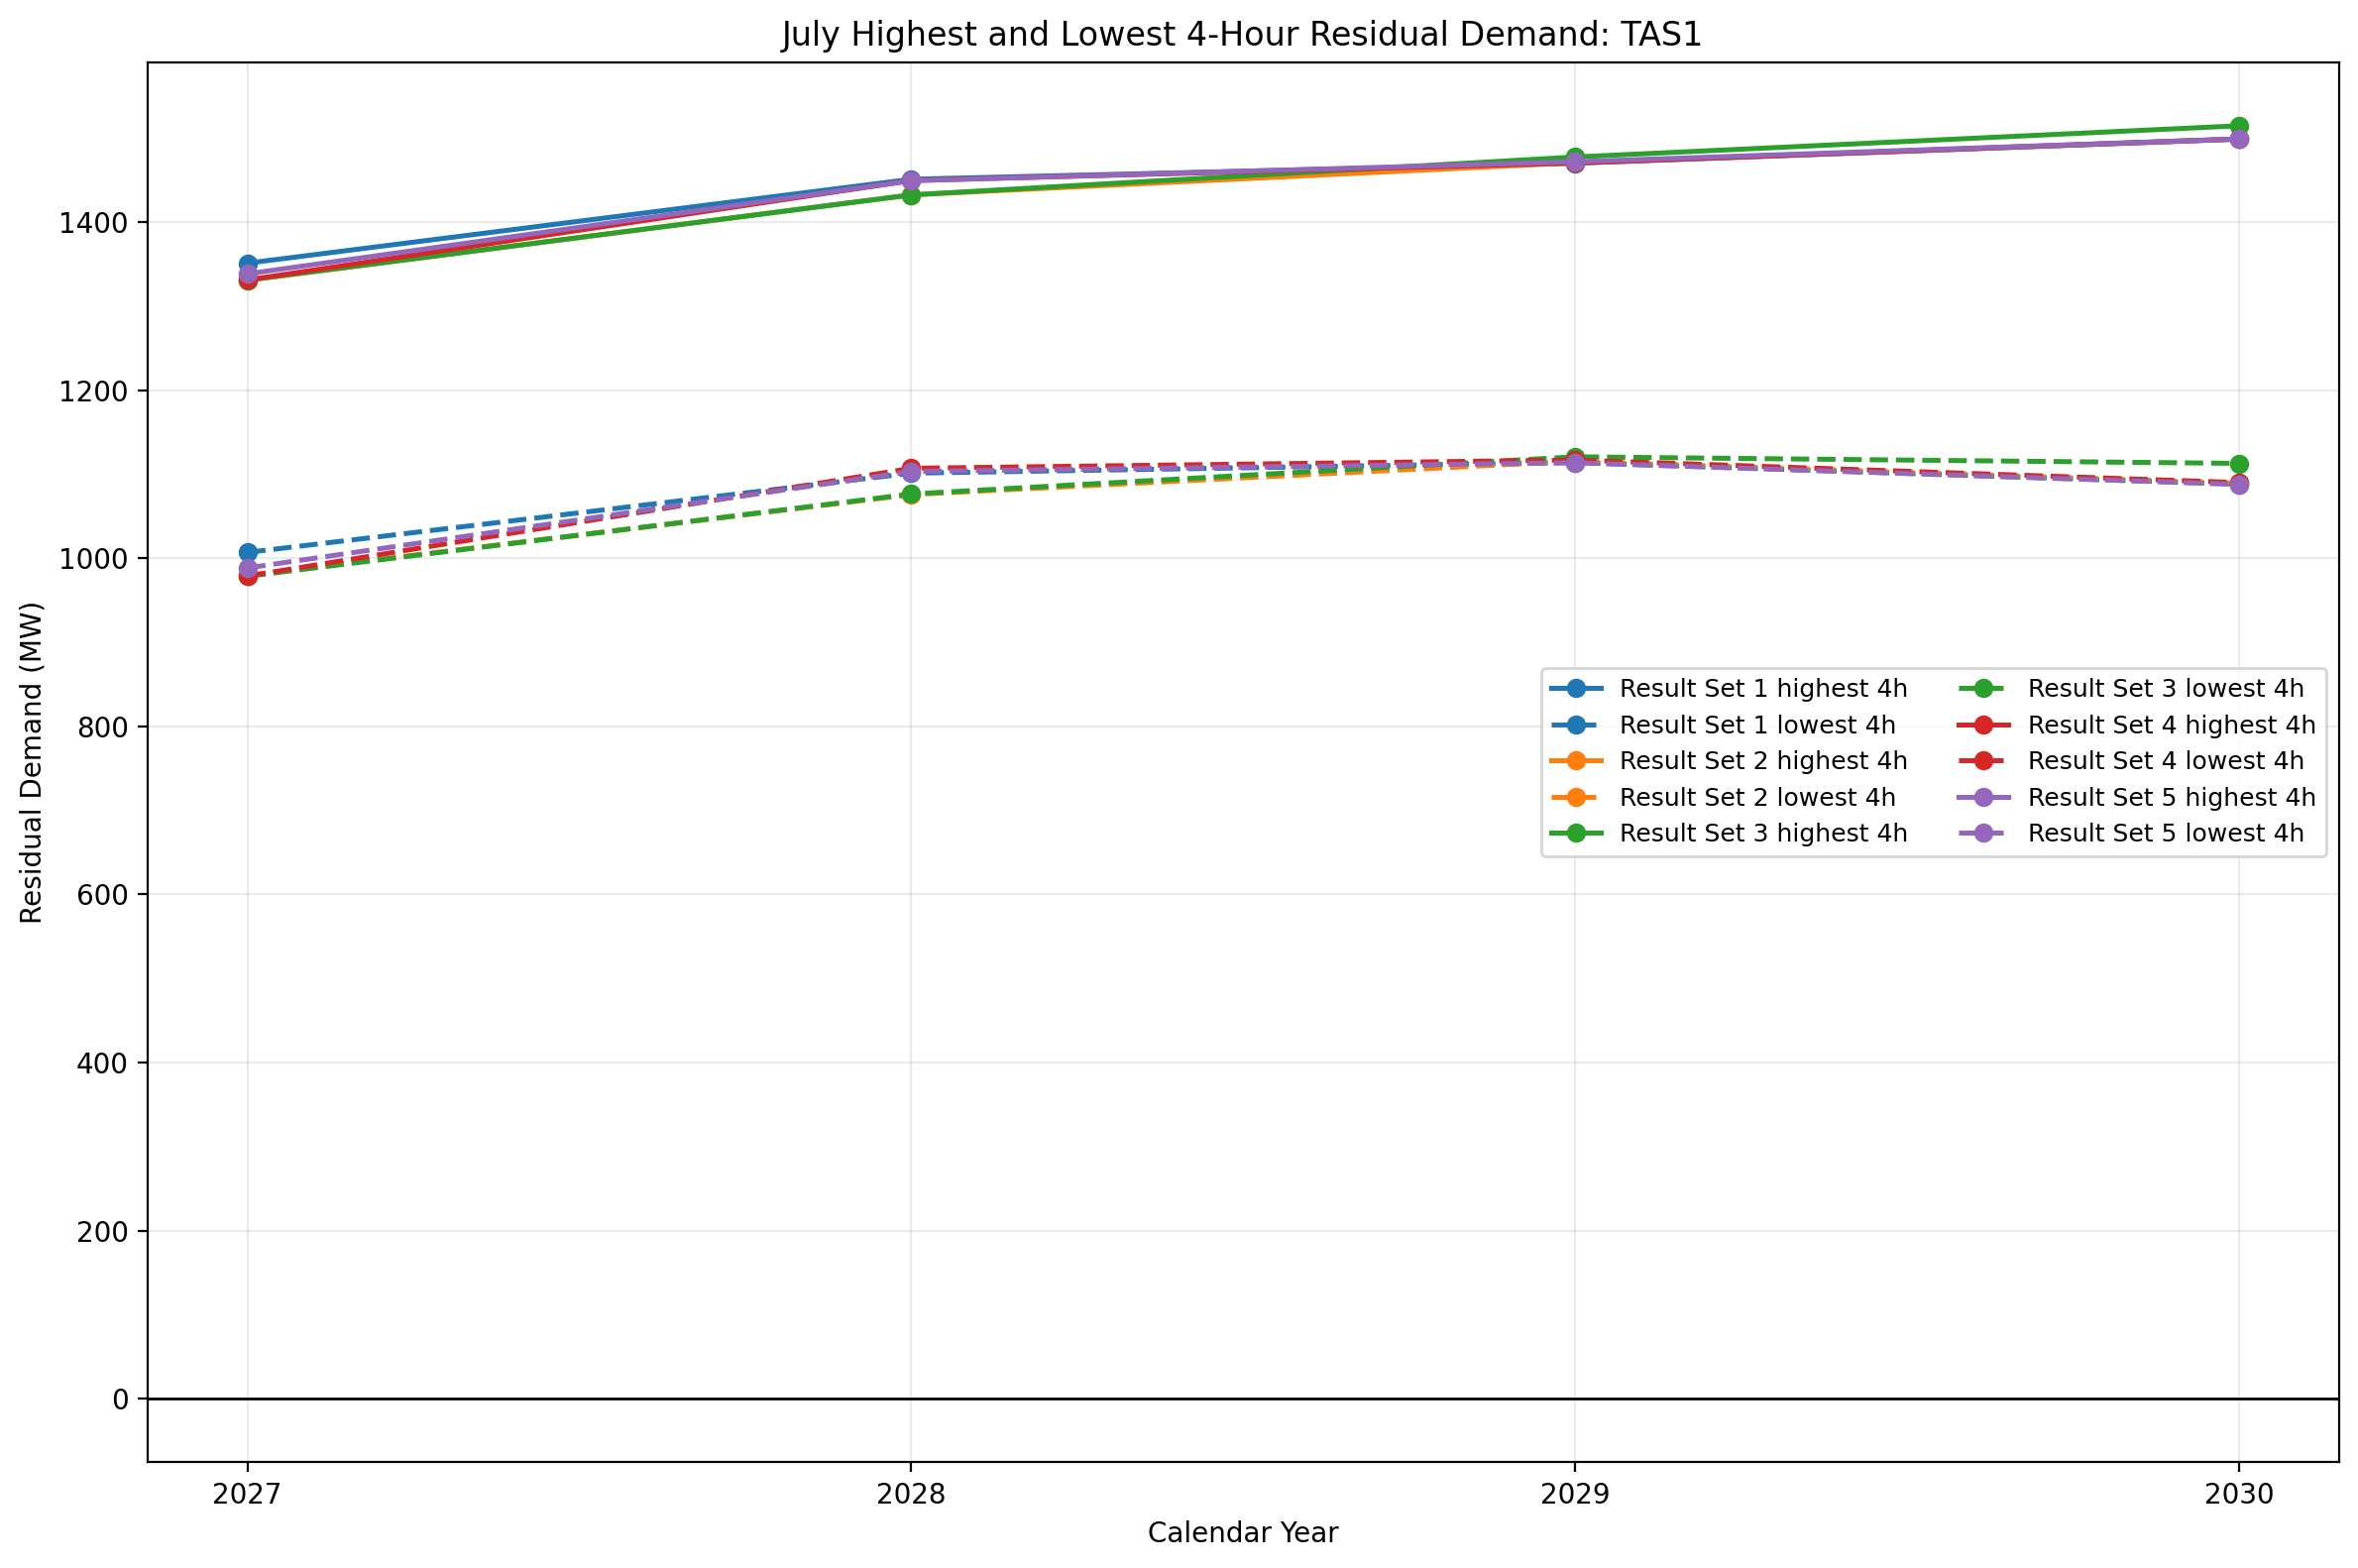 July Highest and Lowest 4-Hour Residual Demand: TAS1
Residual Demand (MW)
1400
1200
1000
800
600
400
200
0
Result Set 1 highest 4h
Result Set 1 lowest 4h
Result Set 2 highest 4h
Result Set 2 lowest 4h
Result Set 3 highest 4h
Result Set 3 lowest 4h
Result Set 4 highest 4h
Result Set 4 lowest 4h
Result Set 5 highest 4h
Result Set 5 lowest 4h
2027 2028 2029 2030
Calendar Year